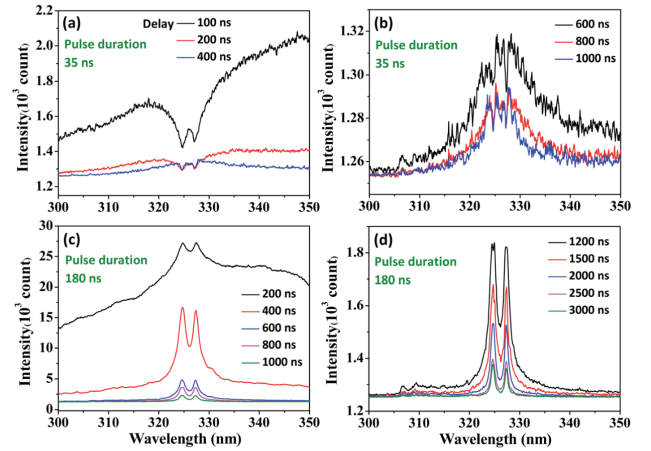 (a)
Delay
100 ns
200 ns
400 ns
Pulse duration
35 ns
Intensity(10³ count)
2.2
2.0
1.8
1.6
1.4
1.2
300 320 330 340 350
(b)
600 ns
800 ns
1000 ns
Pulse duration
35 ns
Intensity(10³ count)
1.32
1.30
1.28
1.26
300 310 320 330 340 350
(c)
Pulse duration
180 ns
200 ns
400 ns
600 ns
800 ns
1000 ns
Intensity(10³ count)
30
25
20
15
10
5
0
300 310 320 330 340 350
Wavelength (nm)
(d)
Pulse duration
180 ns
1200 ns
1500 ns
2000 ns
2500 ns
3000 ns
Intensity(10³ count)
1.8
1.6
1.4
1.2
300 310 320 330 340 350
Wavelength (nm)